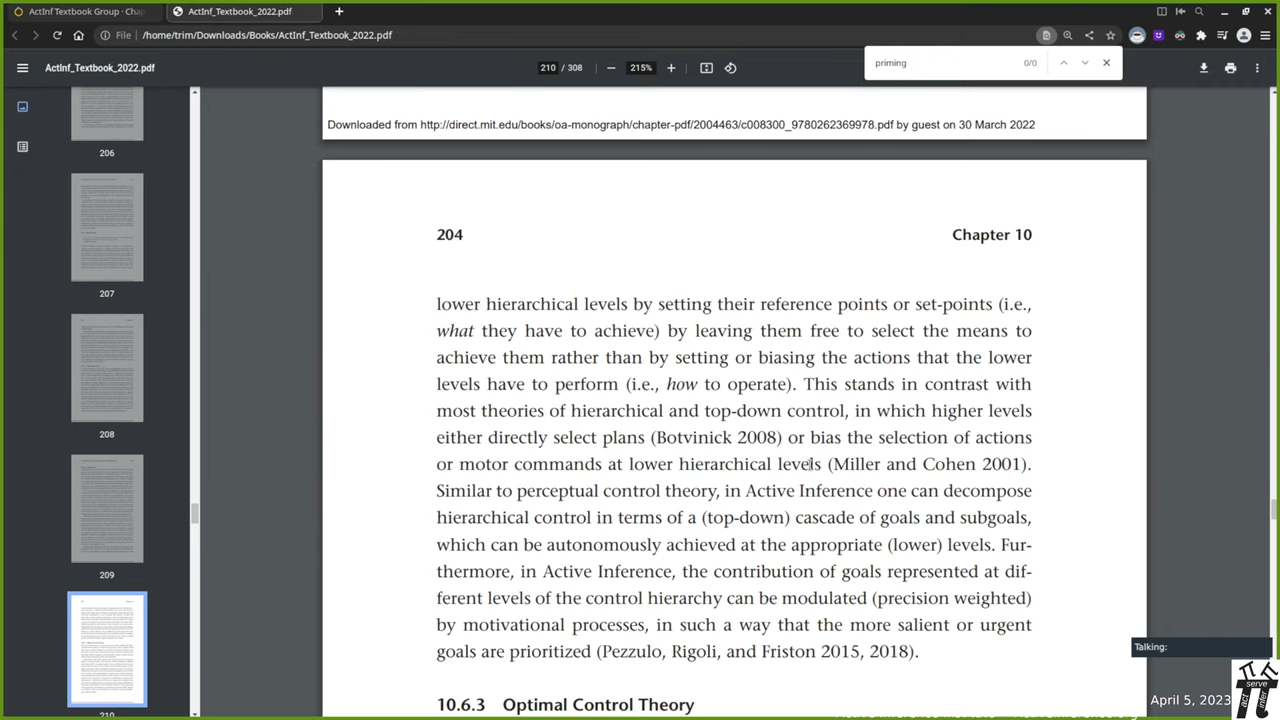 ActInf Textbook Group · Chap
ActInf_Textbook_2022.pdf
File
/home/trim/Downloads/Books/ActInf_Textbook_2022.pdf
ActInf_Textbook_2022.pdf
210 / 308
215%
priming
0/0
206
207
208
209
210
Downloaded from http://direct.mit.edu/books/oa-monograph/chapter-pdf/2004463/c008300_9780262369978.pdf by guest on 30 March 2022
204
Chapter 10
lower hierarchical levels by setting their reference points or set-points (i.e.,
what they have to achieve) by leaving them free to select the means to
achieve them rather than by setting or biasing the actions that the lower
levels have to perform (i.e., how to operate). This stands in contrast with
most theories of hierarchical and top-down control, in which higher levels
either directly select plans (Botvinick 2008) or bias the selection of actions
or motor commands at lower hierarchical levels (Miller and Cohen 2001).
Similar to perceptual control theory, in Active Inference one can decompose
hierarchical control in terms of a (top-down) cascade of goals and subgoals,
which can be autonomously achieved at the appropriate (lower) levels. Fur-
thermore, in Active Inference, the contribution of goals represented at dif-
ferent levels of the control hierarchy can be modulated (precision weighted)
by motivational processes, in such a way that the more salient or urgent
goals are prioritized (Pezzulo, Rigoli, and Friston 2015, 2018).
10.6.3 Optimal Control Theory
Talking:
April 5, 2023
act
serve
infer